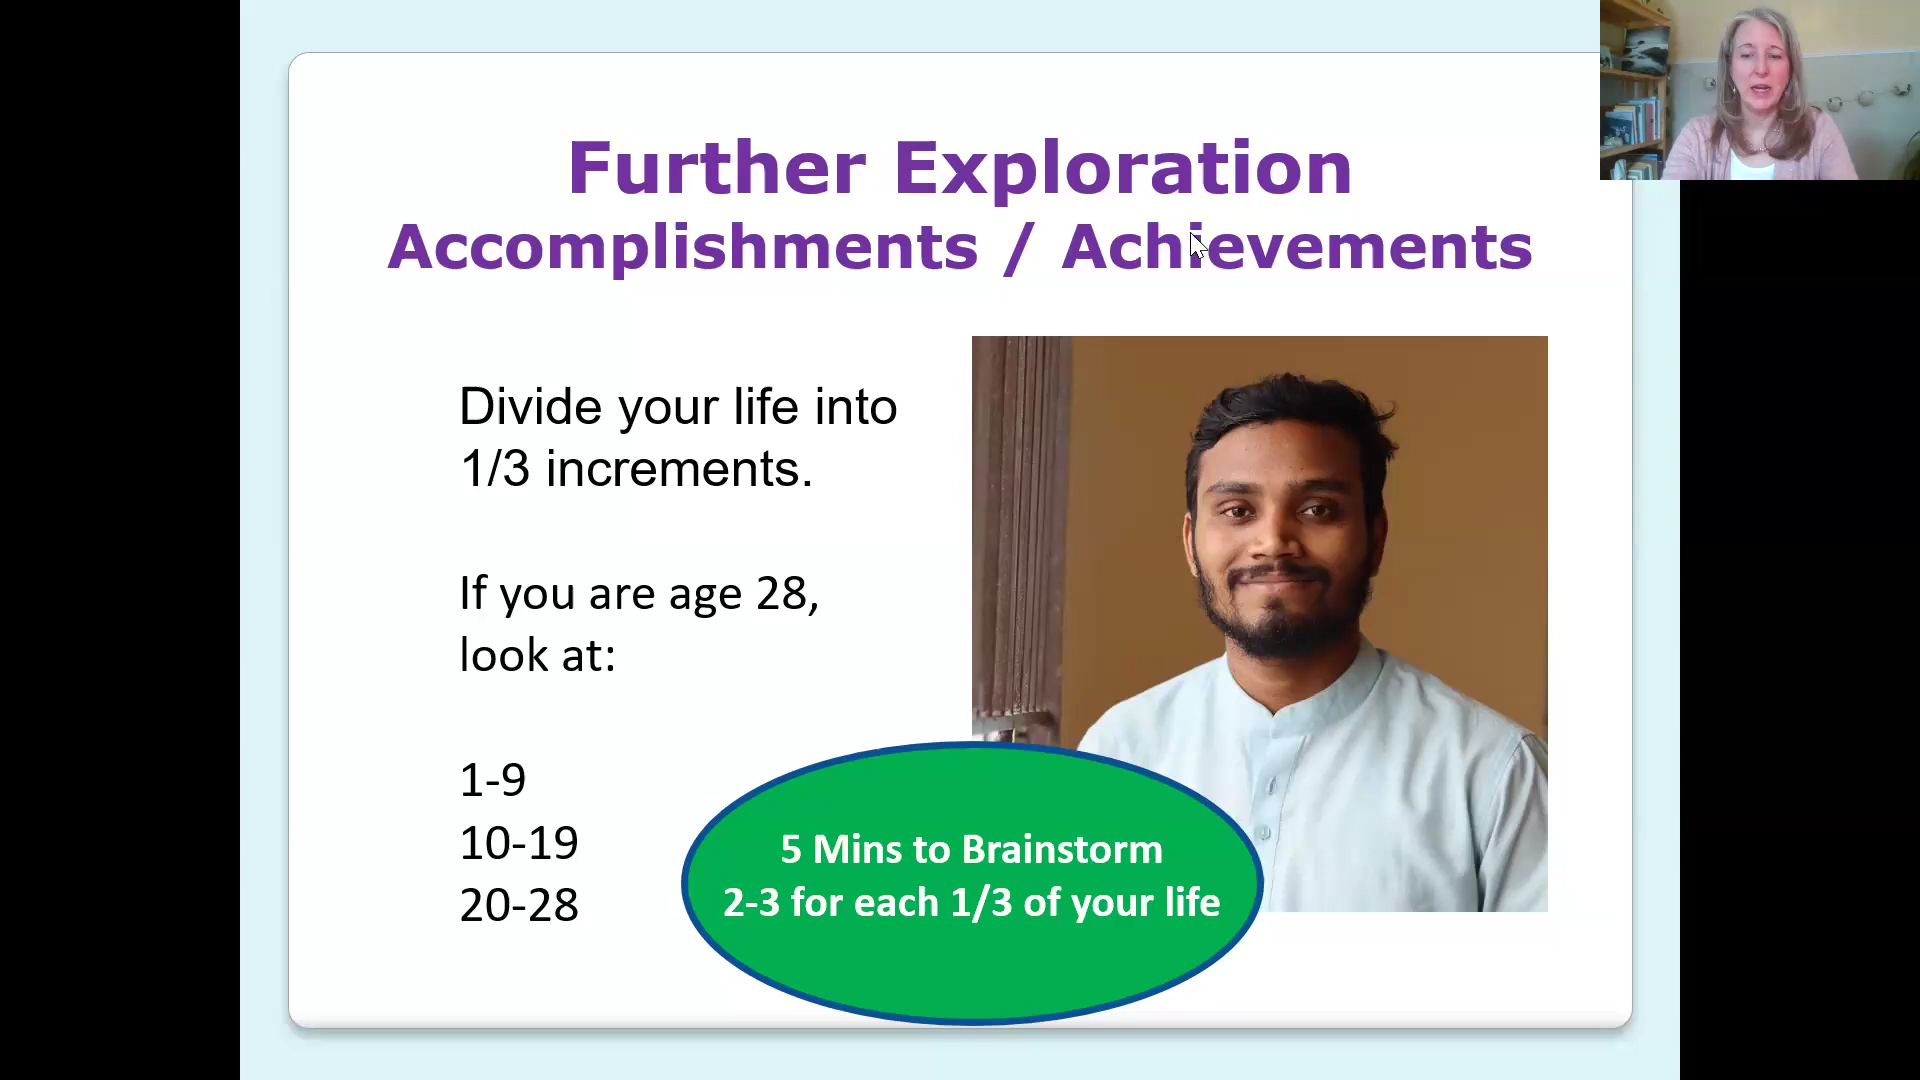 Further Exploration
Accomplishments / Achievements
Divide your life into
1/3 increments.
If you are age 28,
look at:
1-9
10-19
20-28
5 Mins to Brainstorm
2-3 for each 1/3 of your life